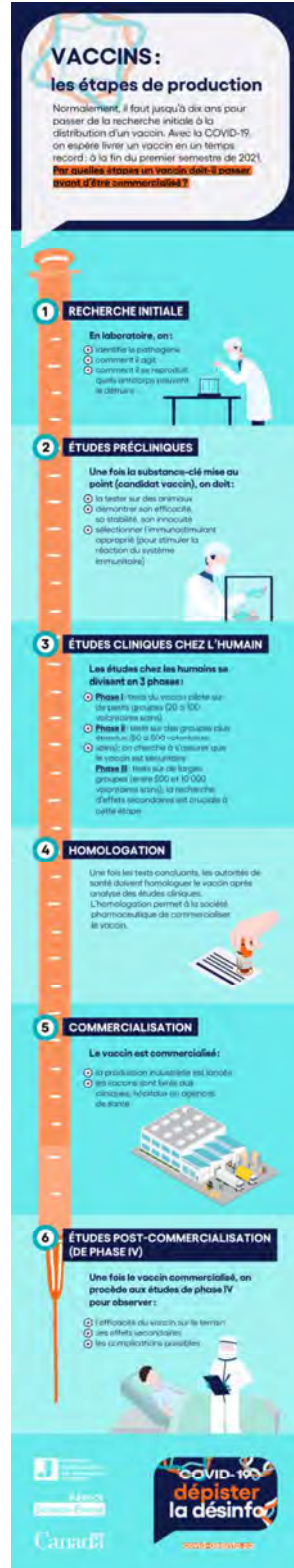 VACCINS :
les étapes de production
Normalement, il faut jusqu'à dix ans pour
passer de la recherche initiale à la
distribution d'un vaccin. Avec la COVID-19,
on espère livrer un vaccin en un temps
record : à la fin du premier semestre de 2021.
Par quelles étapes un vaccin doit-il passer
avant d'être commercialisé ?
1 RECHERCHE INITIALE
En laboratoire, on :
identifie le pathogène
comment il agit
comment il se reproduit
quels anticorps peuvent
le détruire
2 ÉTUDES PRÉCLINIQUES
Une fois la substance-clé mise au
point (candidat vaccin), on doit :
la tester sur des animaux
démontrer son efficacité,
sa stabilité, son innocuité
sélectionner l'immunostimulant
approprié (pour stimuler la
réaction du système
immunitaire)
3 ÉTUDES CLINIQUES CHEZ L'HUMAIN
Les études chez les humains se
divisent en 3 phases :
Phase I : tests du vaccin pilote sur
de petits groupes (20 à 100
volontaires sains)
Phase II : tests sur des groupes plus
étendus (50 à 500 volontaires
sains); on cherche à s'assurer que
le vaccin est sécuritaire
Phase III : tests sur de larges
groupes (entre 500 et 10 000
volontaires sains); la recherche
d'effets secondaires est cruciale à
cette étape
4 HOMOLOGATION
Une fois les tests concluants, les autorités de
santé doivent homologuer le vaccin après
analyse des études cliniques.
L'homologation permet à la société
pharmaceutique de commercialiser
le vaccin.
5 COMMERCIALISATION
Le vaccin est commercialisé :
la production industrielle est lancée
les vaccins sont livrés aux
cliniques, hôpitaux ou agences
de santé
6 ÉTUDES POST-COMMERCIALISATION
(DE PHASE IV)
Une fois le vaccin commercialisé, on
procède aux études de phase IV
pour observer :
l'efficacité du vaccin sur le terrain
ses effets secondaires
les complications possibles
J
Agence
Science-Presse
Canada
COVID-19
dépister
la désinfo